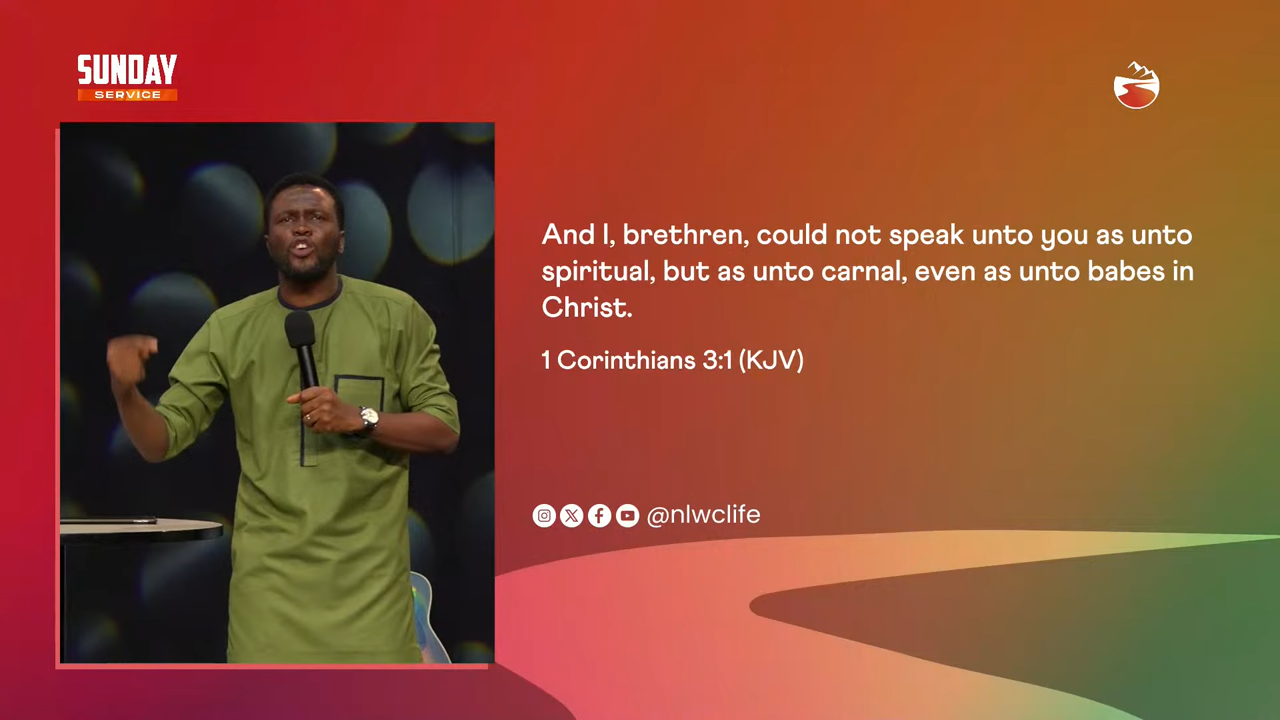 SUNDAY
SERVICE
And I, brethren, could not speak unto you as unto
spiritual, but as unto carnal, even as unto babes in
Christ.
1 Corinthians 3:1 (KJV)
@nlwclife